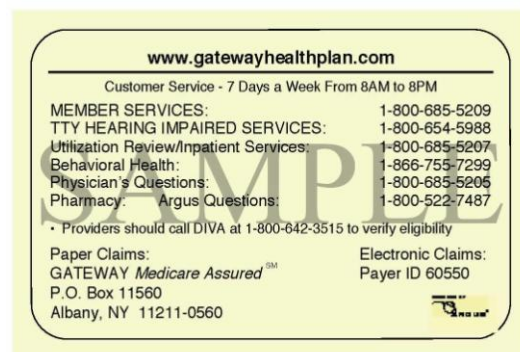 www.gatewayhealthplan.com
Customer Service - 7 Days a Week From 8AM to 8PM
MEMBER SERVICES: 1-800-685-5209
TTY HEARING IMPAIRED SERVICES: 1-800-654-5988
Utilization Review/Inpatient Services: 1-800-685-5207
Behavioral Health: 1-866-755-7299
Physician's Questions: 1-800-685-5205
Pharmacy: Argus Questions: 1-800-522-7487
SAMPLE
• Providers should call DIVA at 1-800-642-3515 to verify eligibility
Paper Claims: Electronic Claims:
GATEWAY Medicare Assured SM Payer ID 60550
P.O. Box 11560
Albany, NY 11211-0560